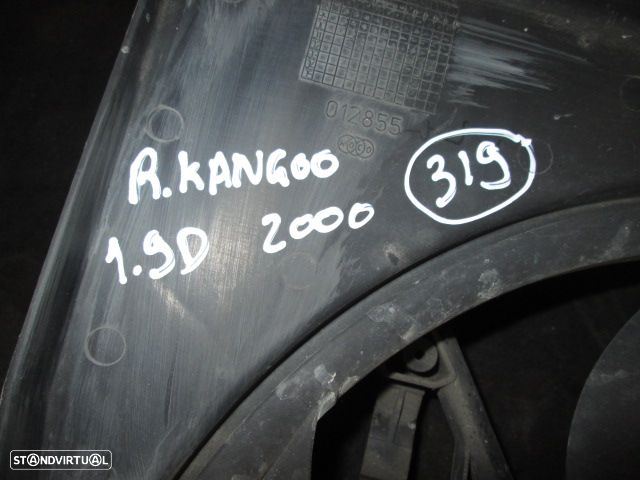 012855
R.KANGOO
319
1.9D 2000
STANDVIRTUAL